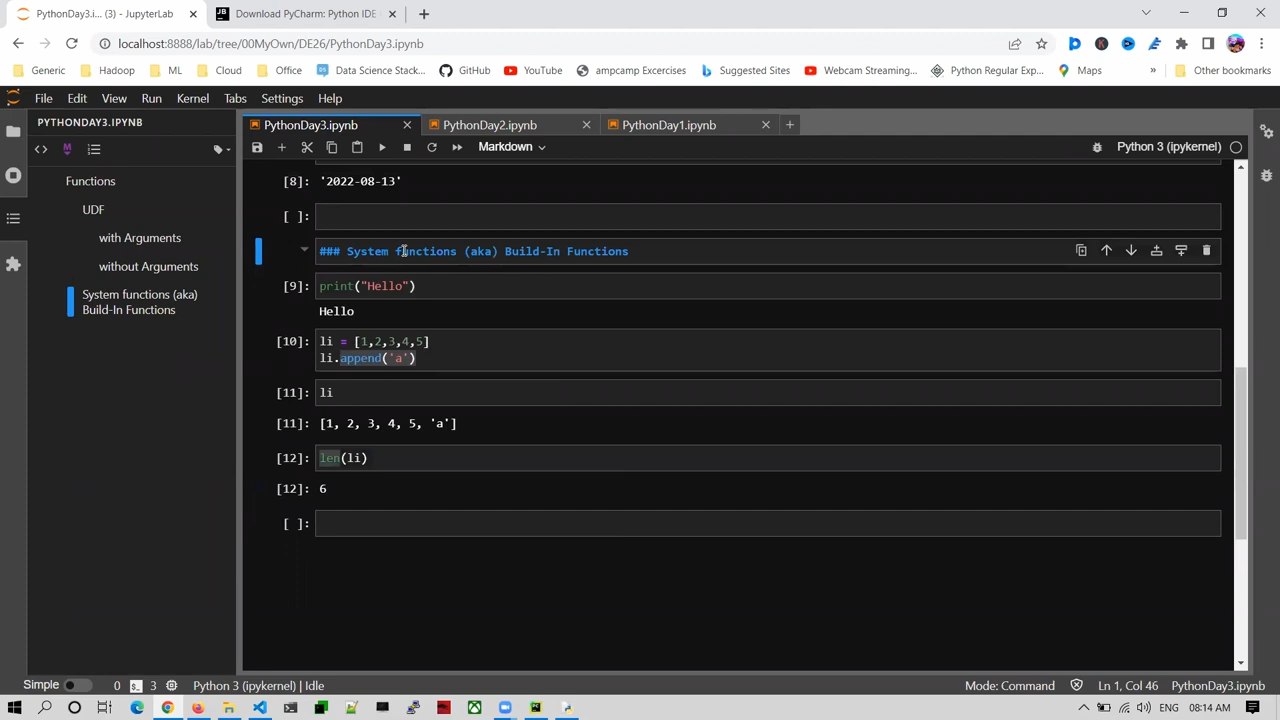 PythonDay3.i... (3) - JupyterLab
Download PyCharm: Python IDE
localhost:8888/lab/tree/00MyOwn/DE26/PythonDay3.ipynb
Generic Hadoop ML Cloud Office Data Science Stack... GitHub YouTube ampcamp Excercises Suggested Sites Webcam Streaming... Python Regular Exp... Maps » Other bookmarks
File Edit View Run Kernel Tabs Settings Help
PYTHONDAY3.IPYNB
PythonDay3.ipynb PythonDay2.ipynb PythonDay1.ipynb
Markdown Python 3 (ipykernel)
Functions
UDF
with Arguments
without Arguments
System functions (aka)
Build-In Functions
[8]: '2022-08-13'
[ ]:
### System functions (aka) Build-In Functions
[9]: print("Hello")
Hello
[10]: li = [1,2,3,4,5]
li.append('a')
[11]: li
[11]: [1, 2, 3, 4, 5, 'a']
[12]: len(li)
[12]: 6
[ ]:
Simple 0 3 Python 3 (ipykernel) | Idle Mode: Command Ln 1, Col 46 PythonDay3.ipynb
ENG 08:14 AM